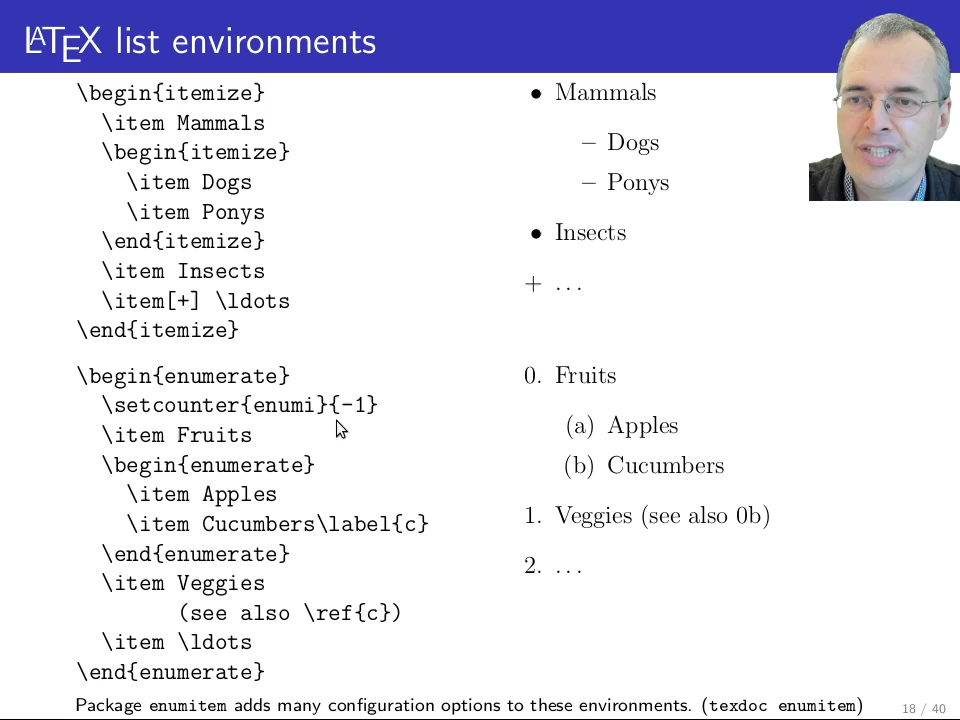 LATEX list environments
\begin{itemize}
  \item Mammals
  \begin{itemize}
    \item Dogs
    \item Ponys
  \end{itemize}
  \item Insects
  \item[+] \ldots
\end{itemize}
• Mammals
– Dogs
– Ponys
• Insects
+ ...
\begin{enumerate}
  \setcounter{enumi}{-1}
  \item Fruits
  \begin{enumerate}
    \item Apples
    \item Cucumbers\label{c}
  \end{enumerate}
  \item Veggies
        (see also \ref{c})
  \item \ldots
\end{enumerate}
0. Fruits
(a) Apples
(b) Cucumbers
1. Veggies (see also 0b)
2. ...
Package enumitem adds many configuration options to these environments. (texdoc enumitem)
18 / 40